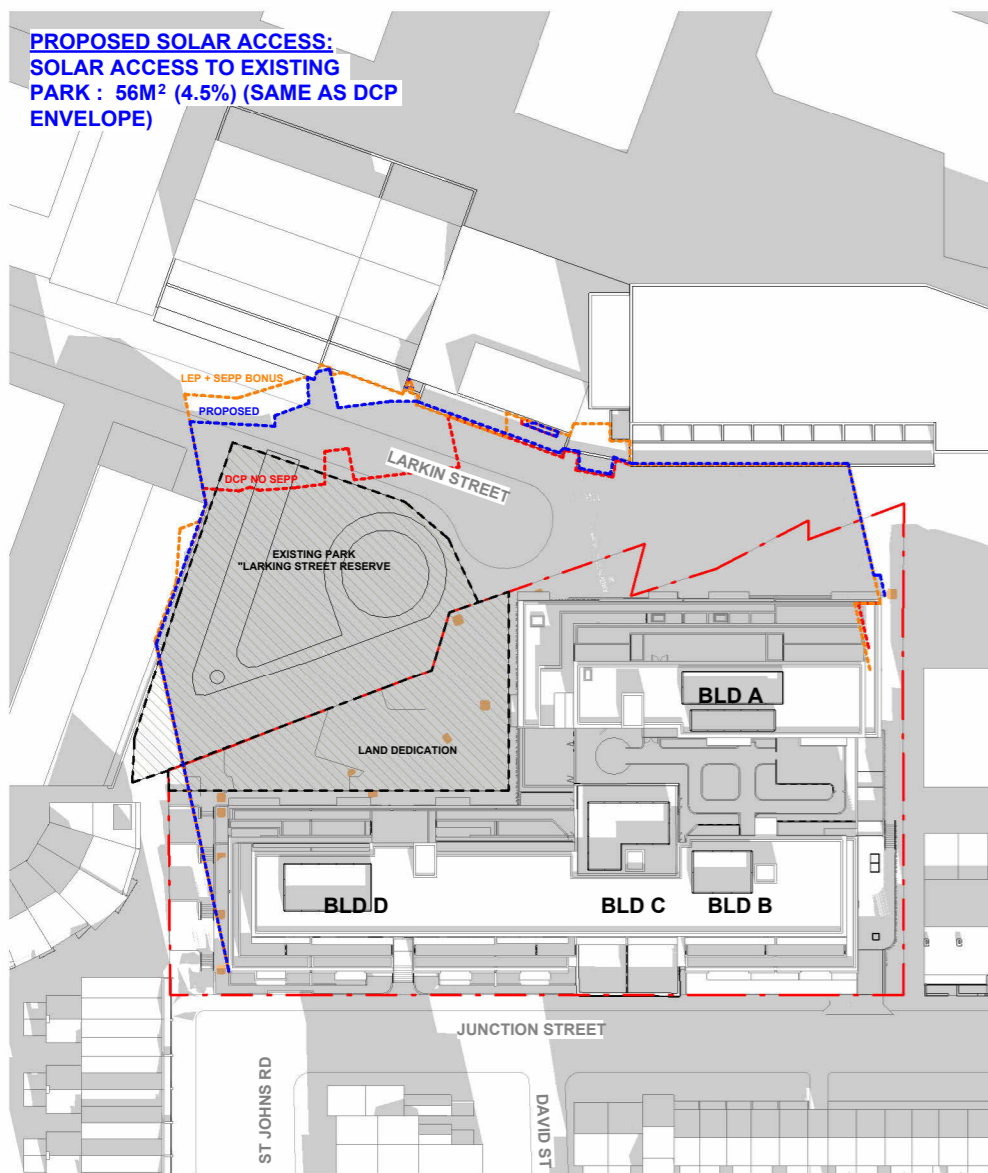 PROPOSED SOLAR ACCESS:
SOLAR ACCESS TO EXISTING
PARK : 56M² (4.5%) (SAME AS DCP
ENVELOPE)
LEP + SEPP BONUS
PROPOSED
DCP NO SEPP
LARKIN STREET
EXISTING PARK
"LARKING STREET RESERVE
BLD A
LAND DEDICATION
BLD D
BLD C
BLD B
JUNCTION STREET
ST JOHNS RD
DAVID ST